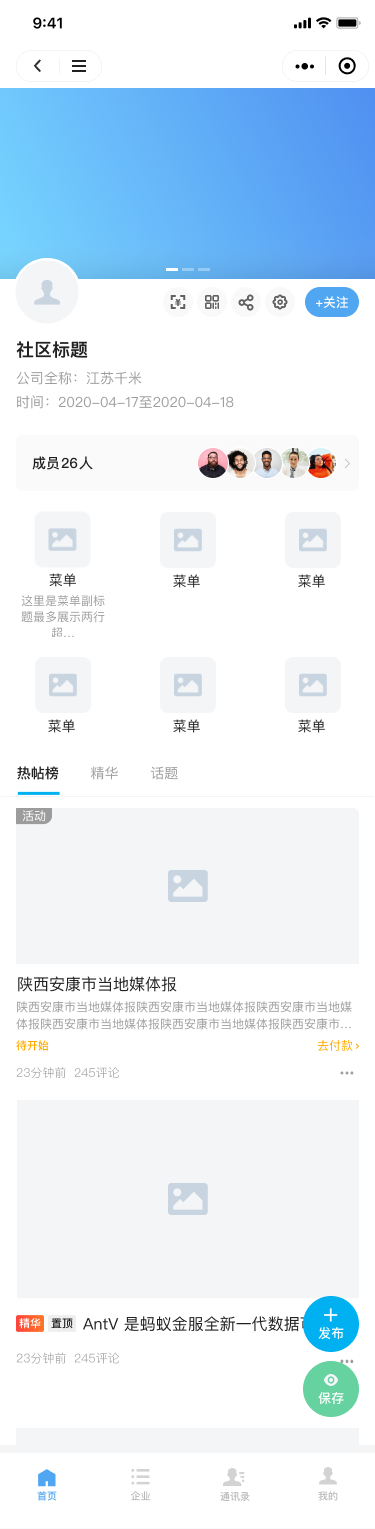 9:41
+关注
社区标题
公司全称：江苏千米
时间：2020-04-17至2020-04-18
成员26人
菜单
菜单
菜单
这里是菜单副标
题最多展示两行
超...
菜单
菜单
菜单
热帖榜
精华
话题
活动
陕西安康市当地媒体报
陕西安康市当地媒体报陕西安康市当地媒体报陕西安康市当地媒
体报陕西安康市当地媒体报陕西安康市当地媒体报陕西安康市...
待开始
去付款
23分钟前 245评论
精华 置顶 AntV 是蚂蚁金服全新一代数据
发布
23分钟前 245评论
保存
首页
企业
通讯录
我的